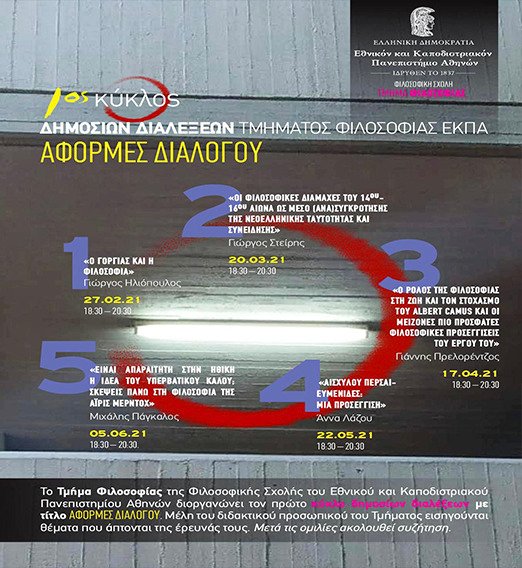 ΕΛΛΗΝΙΚΗ ΔΗΜΟΚΡΑΤΙΑ
Εθνικόν και Καποδιστριακόν
Πανεπιστήμιον Αθηνών
ΙΔΡΥΘΕΝ ΤΟ 1837
ΦΙΛΟΣΟΦΙΚΗ ΣΧΟΛΗ
ΤΜΗΜΑ ΦΙΛΟΣΟΦΙΑΣ
1ος ΚΥΚΛΟΣ
ΔΗΜΟΣΙΩΝ ΔΙΑΛΕΞΕΩΝ ΤΜΗΜΑΤΟΣ ΦΙΛΟΣΟΦΙΑΣ ΕΚΠΑ
ΑΦΟΡΜΕΣ ΔΙΑΛΟΓΟΥ
1
«Ο ΓΟΡΓΙΑΣ ΚΑΙ Η
ΦΙΛΟΣΟΦΙΑ»
Γιώργος Ηλιόπουλος
27.02.21
18:30 – 20:30
2
«ΟΙ ΦΙΛΟΣΟΦΙΚΕΣ ΔΙΑΜΑΧΕΣ ΤΟΥ 14ου-
16ου ΑΙΩΝΑ ΩΣ ΜΕΣΟ (ΑΝΑ)ΣΥΓΚΡΟΤΗΣΗΣ
ΤΗΣ ΝΕΟΕΛΛΗΝΙΚΗΣ ΤΑΥΤΟΤΗΤΑΣ ΚΑΙ
ΣΥΝΕΙΔΗΣΗΣ»
Γιώργος Στείρης
20.03.21
18:30 – 20:30
3
«Ο ΡΟΛΟΣ ΤΗΣ ΦΙΛΟΣΟΦΙΑΣ
ΣΤΗ ΖΩΗ ΚΑΙ ΤΟΝ ΣΤΟΧΑΣΜΟ
ΤΟΥ ALBERT CAMUS ΚΑΙ ΟΙ
ΜΕΙΖΟΝΕΣ ΠΙΟ ΠΡΟΣΦΑΤΕΣ
ΦΙΛΟΣΟΦΙΚΕΣ ΠΡΟΣΕΓΓΙΣΕΙΣ
ΤΟΥ ΕΡΓΟΥ ΤΟΥ»
Γιάννης Πρελορέντζος
17.04.21
18:30 – 20:30
4
«ΑΙΣΧΥΛΟΥ ΠΕΡΣΑΙ-
ΕΥΜΕΝΙΔΕΣ:
ΜΙΑ ΠΡΟΣΕΓΓΙΣΗ»
Άννα Λάζου
22.05.21
18:30 – 20:30
5
«ΕΙΝΑΙ ΑΠΑΡΑΙΤΗΤΗ ΣΤΗΝ ΗΘΙΚΗ
Η ΙΔΕΑ ΤΟΥ ΥΠΕΡΒΑΤΙΚΟΥ ΚΑΛΟΥ;
ΣΚΕΨΕΙΣ ΠΑΝΩ ΣΤΗ ΦΙΛΟΣΟΦΙΑ ΤΗΣ
ΑΪΡΙΣ ΜΕΡΝΤΟΧ»
Μιχάλης Πάγκαλος
05.06.21
18:30 – 20:30.
Το Τμήμα Φιλοσοφίας της Φιλοσοφικής Σχολής του Εθνικού και Καποδιστριακού
Πανεπιστημίου Αθηνών διοργανώνει τον πρώτο κύκλο δημοσίων διαλέξεων με
τίτλο ΑΦΟΡΜΕΣ ΔΙΑΛΟΓΟΥ. Μέλη του διδακτικού προσωπικού του Τμήματος εισηγούνται
θέματα που άπτονται της έρευνάς τους. Μετά τις ομιλίες ακολουθεί συζήτηση.